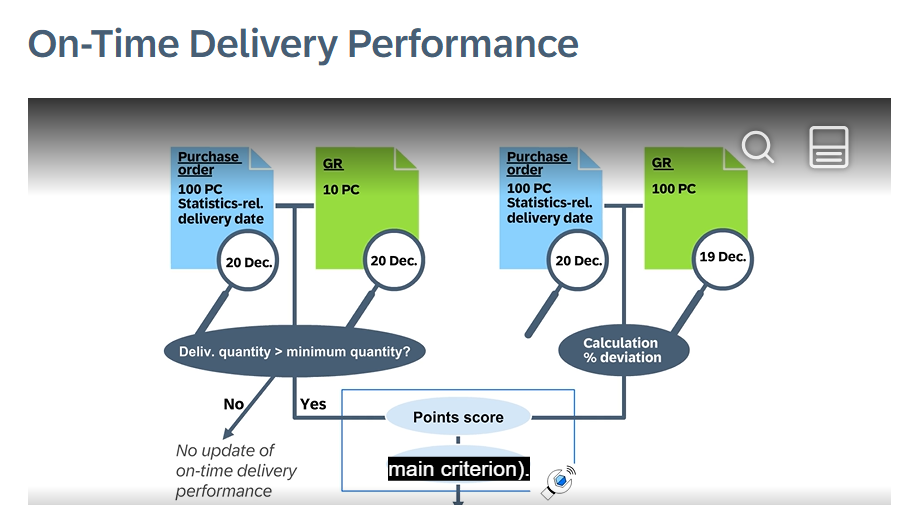 On-Time Delivery Performance
Purchase
order
100 PC
Statistics-rel.
delivery date
20 Dec.
GR
10 PC
20 Dec.
Purchase
order
100 PC
Statistics-rel.
delivery date
20 Dec.
GR
100 PC
19 Dec.
Deliv. quantity > minimum quantity?
Calculation
% deviation
No
Yes
Points score
No update of
on-time delivery
performance
main criterion).